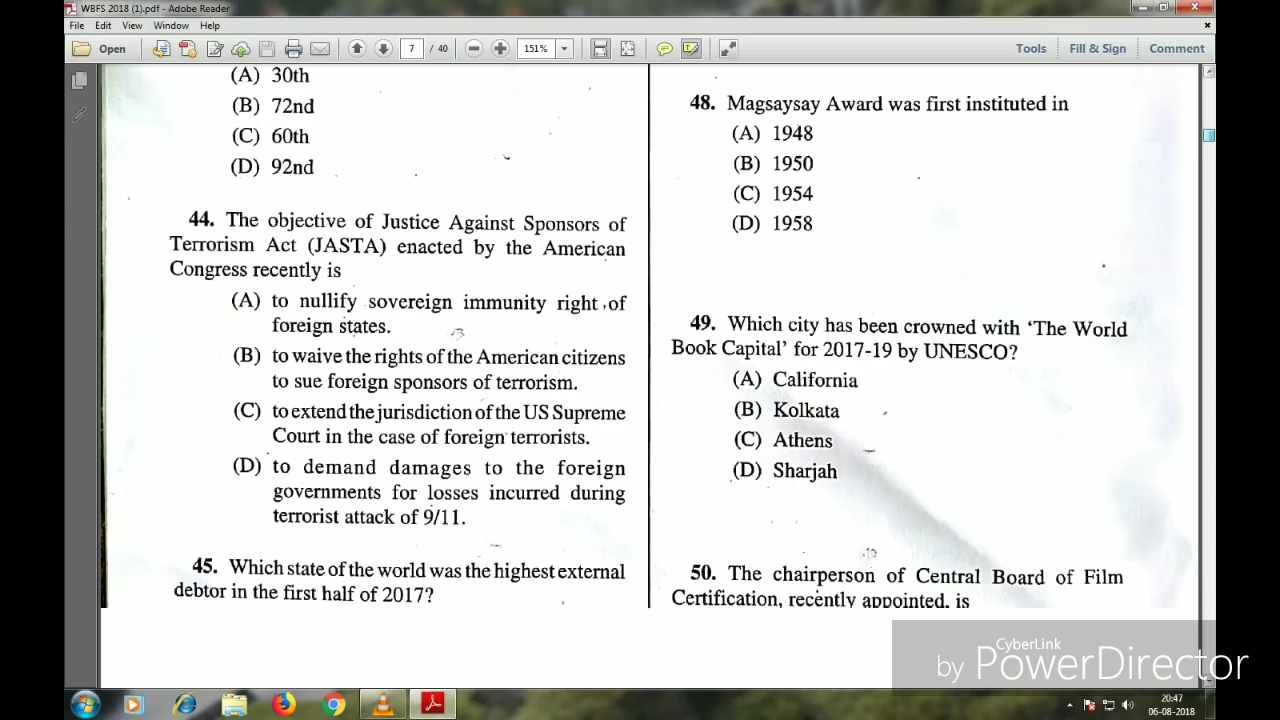 WBFS 2018 (1).pdf - Adobe Reader
File Edit View Window Help
Open 7 / 40 151% Tools Fill & Sign Comment
(A) 30th
(B) 72nd
(C) 60th
(D) 92nd
44. The objective of Justice Against Sponsors of
Terrorism Act (JASTA) enacted by the American
Congress recently is
(A) to nullify sovereign immunity right of
foreign states.
(B) to waive the rights of the American citizens
to sue foreign sponsors of terrorism.
(C) to extend the jurisdiction of the US Supreme
Court in the case of foreign terrorists.
(D) to demand damages to the foreign
governments for losses incurred during
terrorist attack of 9/11.
45. Which state of the world was the highest external
debtor in the first half of 2017?
48. Magsaysay Award was first instituted in
(A) 1948
(B) 1950
(C) 1954
(D) 1958
49. Which city has been crowned with ‘The World
Book Capital’ for 2017-19 by UNESCO?
(A) California
(B) Kolkata
(C) Athens
(D) Sharjah
50. The chairperson of Central Board of Film
Certification, recently appointed, is
CyberLink
by PowerDirector
20:47
06-08-2018